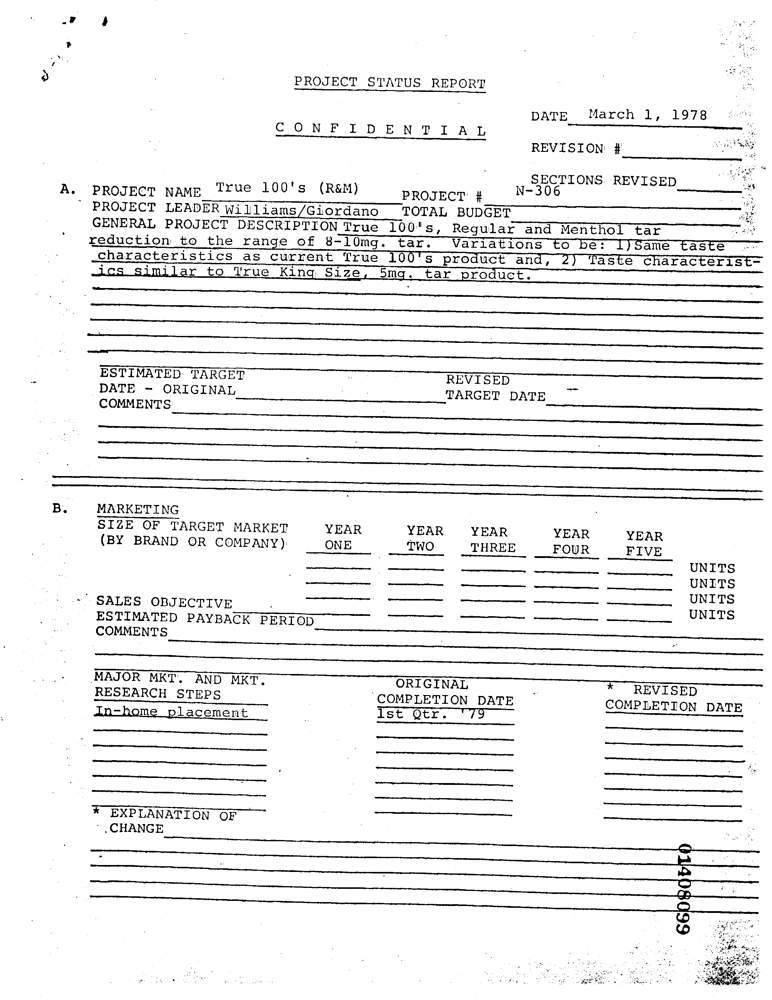 PROJECT STATUS REPORT
C O N F I D E N T I A L
DATE March 1, 1978
REVISION #
SECTIONS REVISED
A. PROJECT NAME True 100's (R&M) PROJECT # N-306
PROJECT LEADER Williams/Giordano TOTAL BUDGET
GENERAL PROJECT DESCRIPTION True 100's, Regular and Menthol tar
reduction to the range of 8-10mg. tar. Variations to be: 1)Same taste
characteristics as current True 100's product and, 2) Taste characterist-
ics similar to True King Size, 5mg. tar product.
ESTIMATED TARGET
DATE - ORIGINAL
REVISED
TARGET DATE
COMMENTS
B. MARKETING
SIZE OF TARGET MARKET
(BY BRAND OR COMPANY)
YEAR ONE YEAR TWO YEAR THREE YEAR FOUR YEAR FIVE
UNITS
UNITS
SALES OBJECTIVE UNITS
ESTIMATED PAYBACK PERIOD UNITS
COMMENTS
MAJOR MKT. AND MKT.
RESEARCH STEPS
ORIGINAL
COMPLETION DATE
* REVISED
COMPLETION DATE
In-home placement 1st Qtr. '79
* EXPLANATION OF
CHANGE
01408099